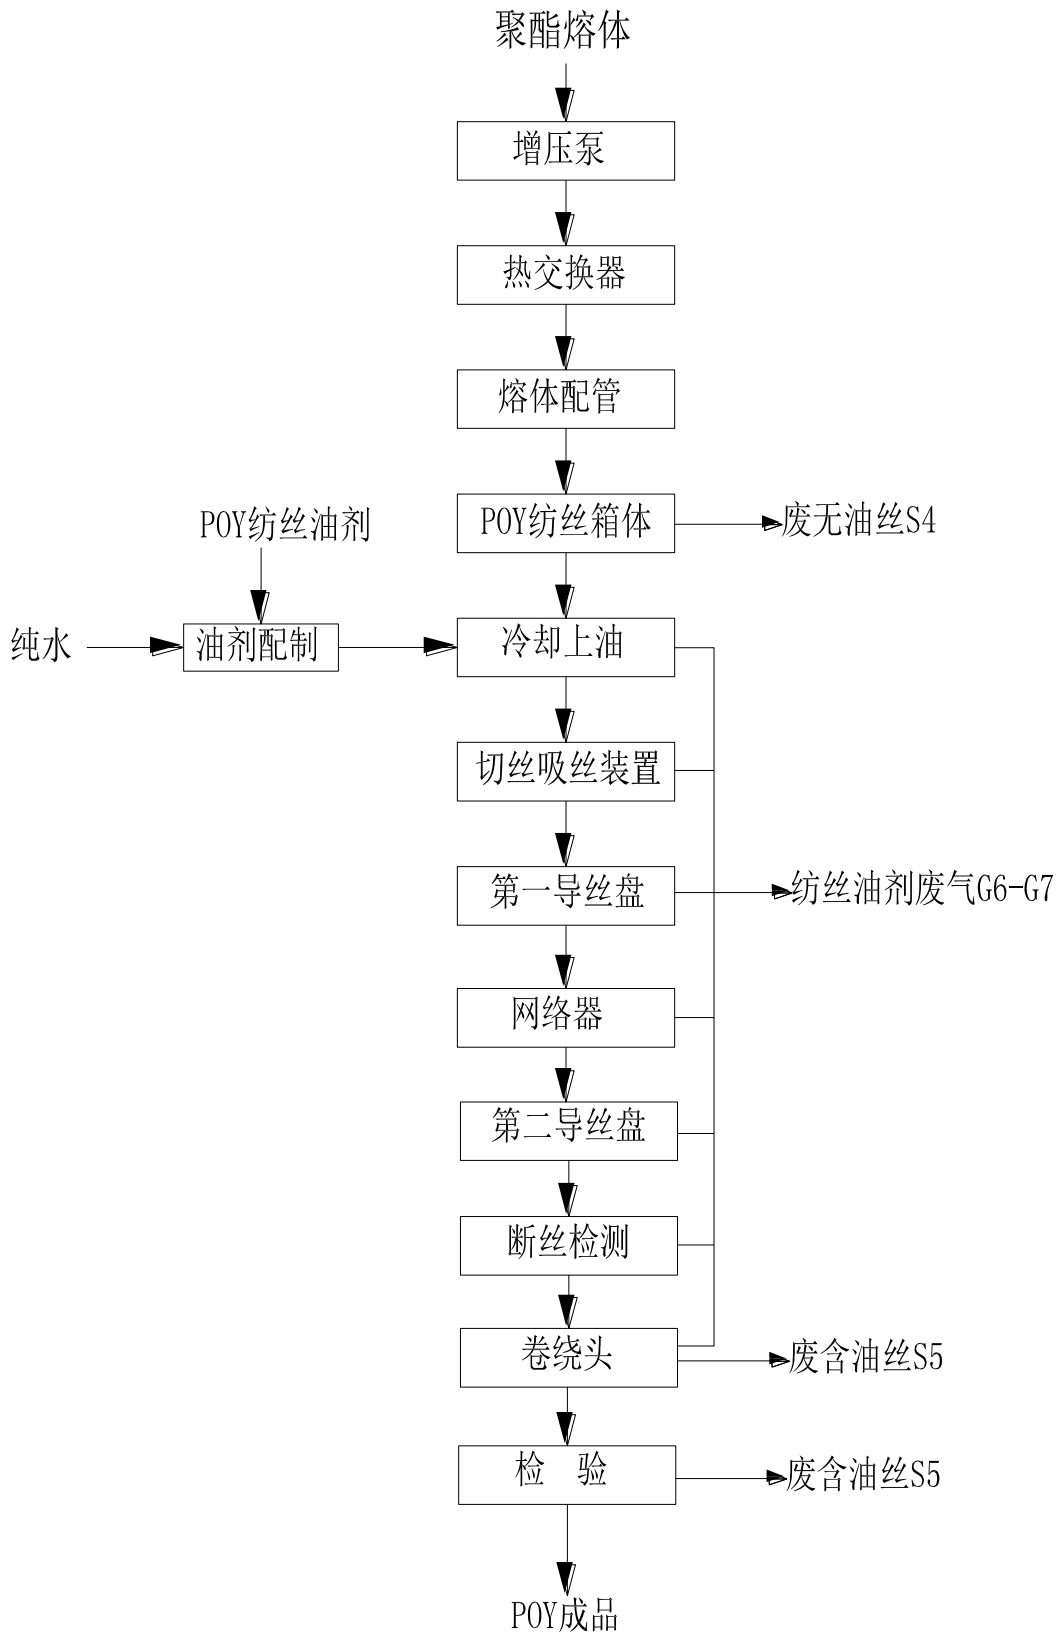 聚酯熔体
增压泵
热交换器
熔体配管
POY纺丝箱体
废无油丝S4
POY纺丝油剂
纯水
油剂配制
冷却上油
切丝吸丝装置
第一导丝盘
纺丝油剂废气G6-G7
网络器
第二导丝盘
断丝检测
卷绕头
废含油丝S5
检 验
废含油丝S5
POY成品